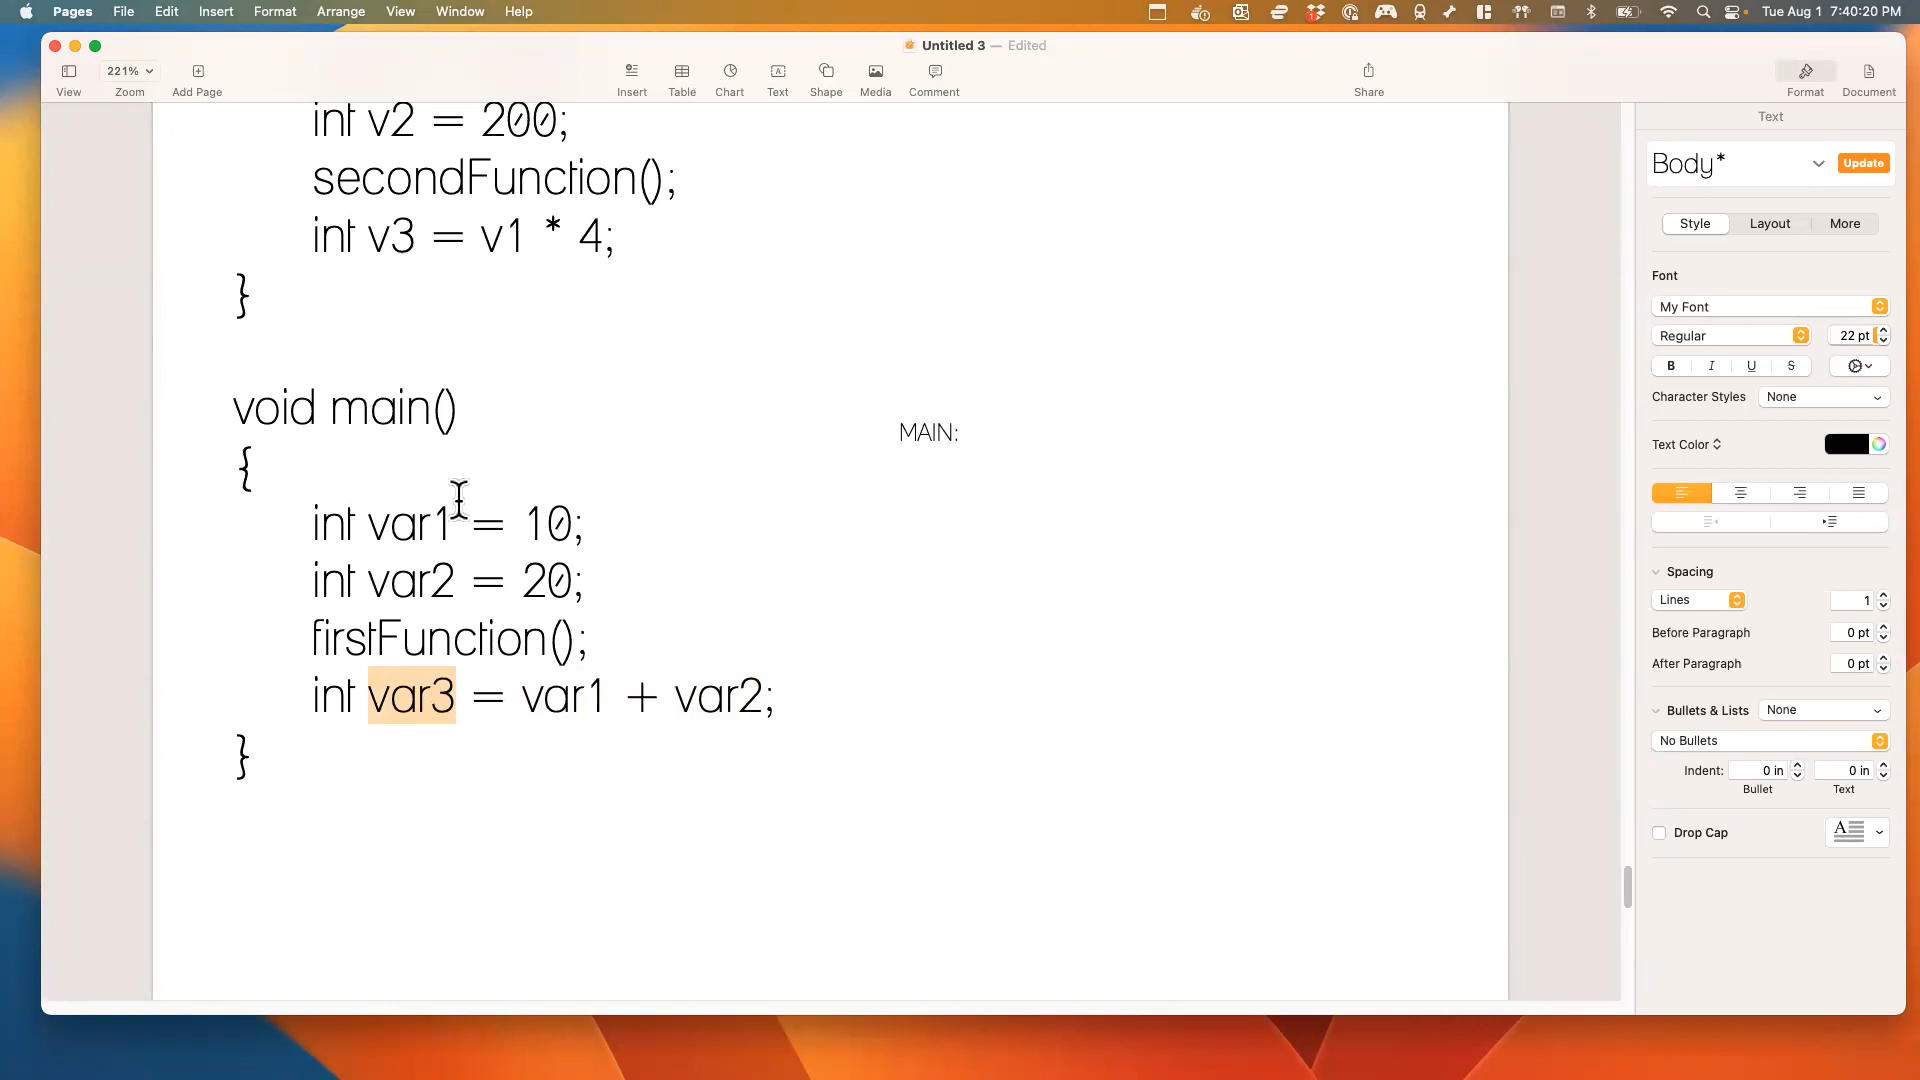 Pages File Edit Insert Format Arrange View Window Help Tue Aug 1 7:40:20 PM
Untitled 3 — Edited
221%
View Zoom Add Page Insert Table Chart Text Shape Media Comment Share Format Document
int v2 = 200;
secondFunction();
int v3 = v1 * 4;
}
void main()
{
int var1 = 10;
int var2 = 20;
firstFunction();
int var3 = var1 + var2;
}
MAIN:
Text
Body* Update
Style Layout More
Font
My Font
Regular 22 pt
B I U S
Character Styles None
Text Color
Spacing
Lines 1
Before Paragraph 0 pt
After Paragraph 0 pt
Bullets & Lists None
No Bullets
Indent: 0 in 0 in
Bullet Text
Drop Cap